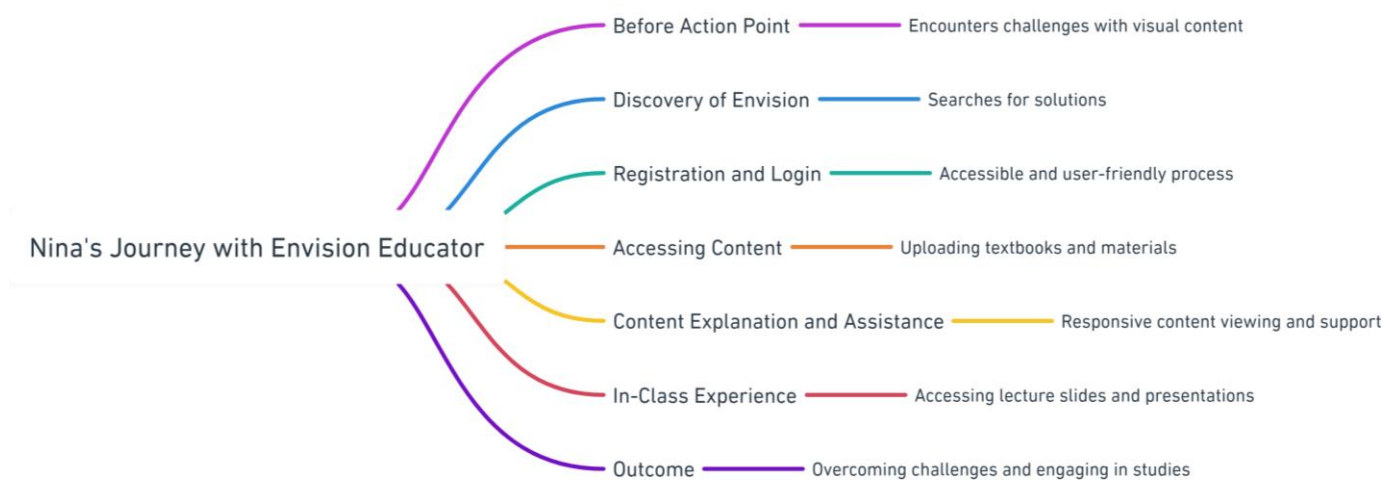 Nina's Journey with Envision Educator
Before Action Point
Encounters challenges with visual content
Discovery of Envision
Searches for solutions
Registration and Login
Accessible and user-friendly process
Accessing Content
Uploading textbooks and materials
Content Explanation and Assistance
Responsive content viewing and support
In-Class Experience
Accessing lecture slides and presentations
Outcome
Overcoming challenges and engaging in studies